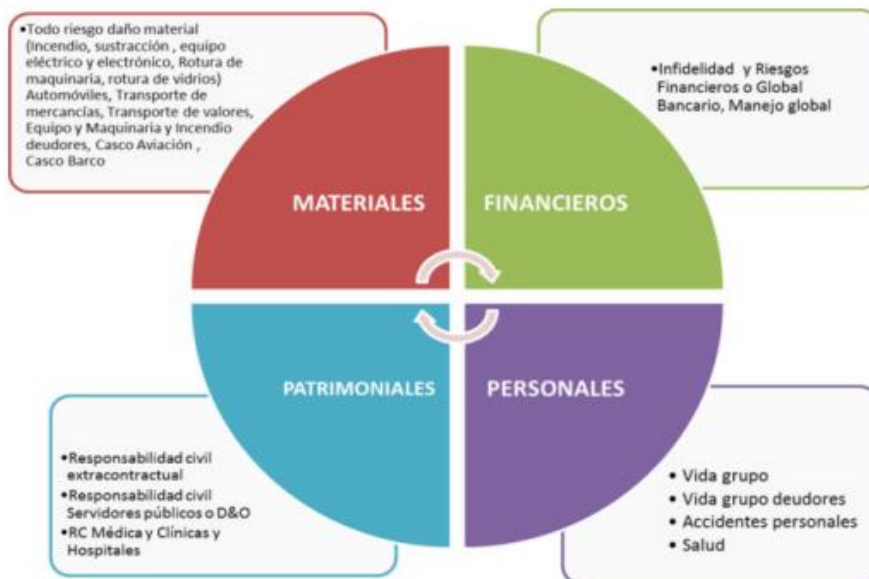 •Todo riesgo daño material
(Incendio, sustracción , equipo
eléctrico y electrónico, Rotura de
maquinaria, rotura de vidrios)
Automóviles, Transporte de
mercancías, Transporte de valores,
Equipo y Maquinaria y Incendio
deudores, Casco Aviación ,
Casco Barco
•Infidelidad y Riesgos
Financieros o Global
Bancario, Manejo global
MATERIALES
FINANCIEROS
PATRIMONIALES
PERSONALES
•Responsabilidad civil
extracontractual
•Responsabilidad civil
Servidores públicos o D&O
•RC Médica y Clínicas y
Hospitales
• Vida grupo
• Vida grupo deudores
• Accidentes personales
• Salud